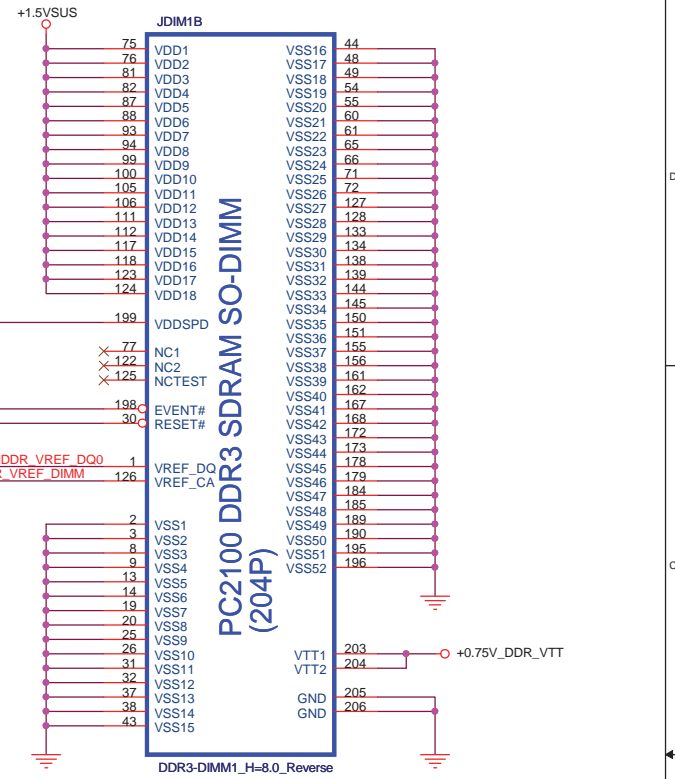 +1.5VSUS
JDIM1B
75 VDD1 VSS16 44
76 VDD2 VSS17 48
81 VDD3 VSS18 49
82 VDD4 VSS19 54
87 VDD5 VSS20 55
88 VDD6 VSS21 60
93 VDD7 VSS22 61
94 VDD8 VSS23 65
99 VDD9 VSS24 66
100 VDD10 VSS25 71
105 VDD11 VSS26 72
106 VDD12 VSS27 127
111 VDD13 VSS28 128
112 VDD14 VSS29 133
117 VDD15 VSS30 134
118 VDD16 VSS31 138
123 VDD17 VSS32 139
124 VDD18 VSS33 144
VSS34 145
199 VDDSPD VSS35 150
VSS36 151
77 NC1 VSS37 155
122 NC2 VSS38 156
125 NCTEST VSS39 161
VSS40 162
198 EVENT# VSS41 167
30 RESET# VSS42 168
VSS43 172
VSS44 173
DDR_VREF_DQ0 1 VREF_DQ VSS45 178
R_VREF_DIMM 126 VREF_CA VSS46 179
VSS47 184
VSS48 185
2 VSS1 VSS49 189
3 VSS2 VSS50 190
8 VSS3 VSS51 195
9 VSS4 VSS52 196
13 VSS5
14 VSS6
19 VSS7
20 VSS8
25 VSS9
26 VSS10 VTT1 203 +0.75V_DDR_VTT
31 VSS11 VTT2 204
32 VSS12
37 VSS13 GND 205
38 VSS14 GND 206
43 VSS15
PC2100 DDR3 SDRAM SO-DIMM
(204P)
DDR3-DIMM1_H=8.0_Reverse
D
C